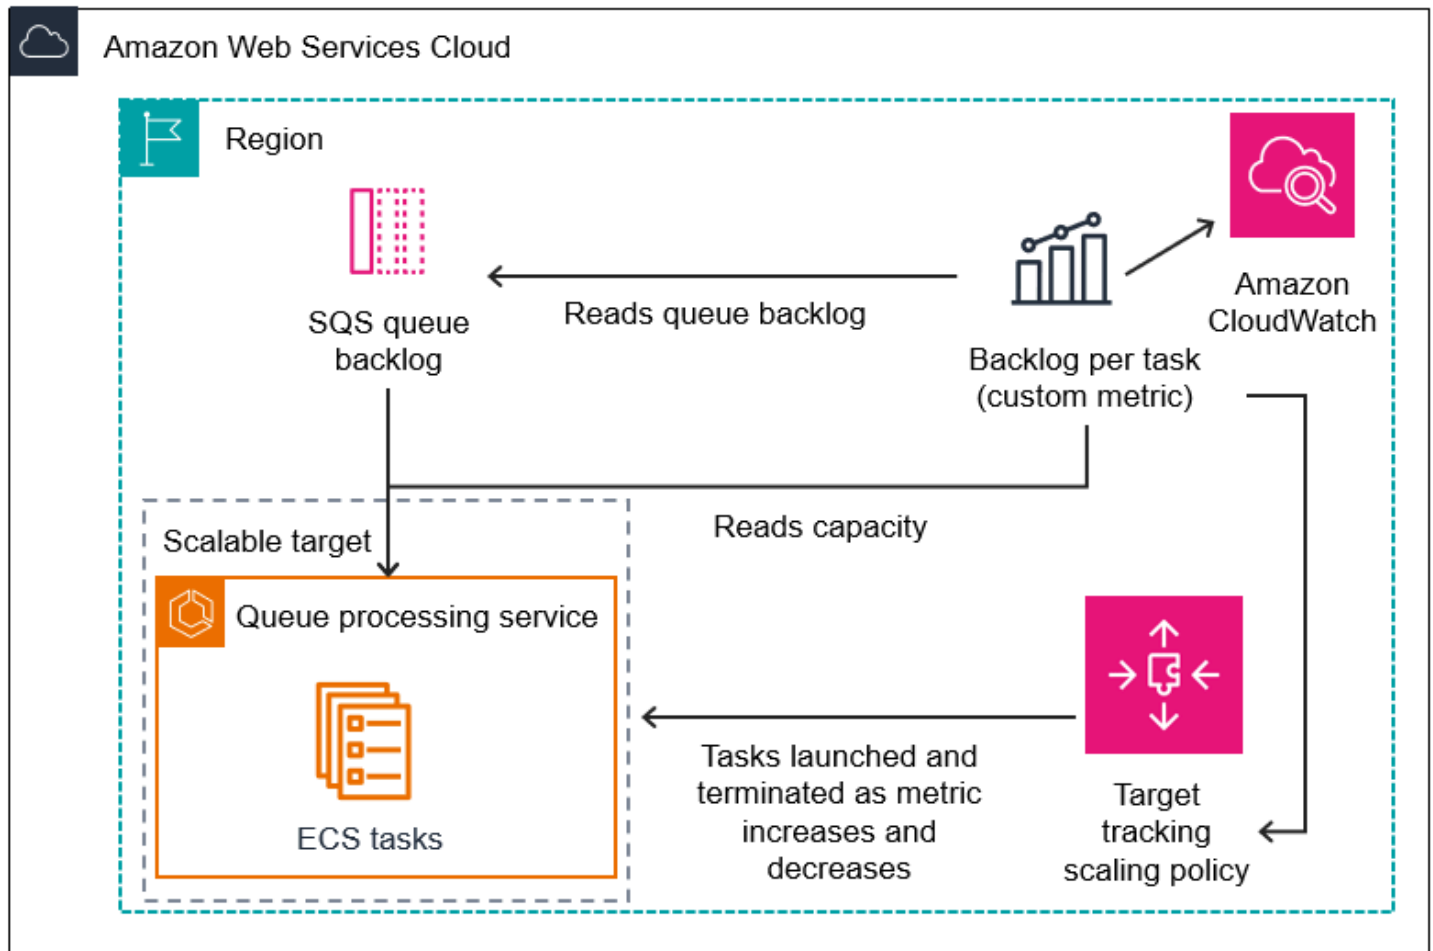 Amazon Web Services Cloud
Region
SQS queue
backlog
Reads queue backlog
Backlog per task
(custom metric)
Amazon
CloudWatch
Reads capacity
Scalable target
Queue processing service
ECS tasks
Tasks launched and
terminated as metric
increases and
decreases
Target
tracking
scaling policy